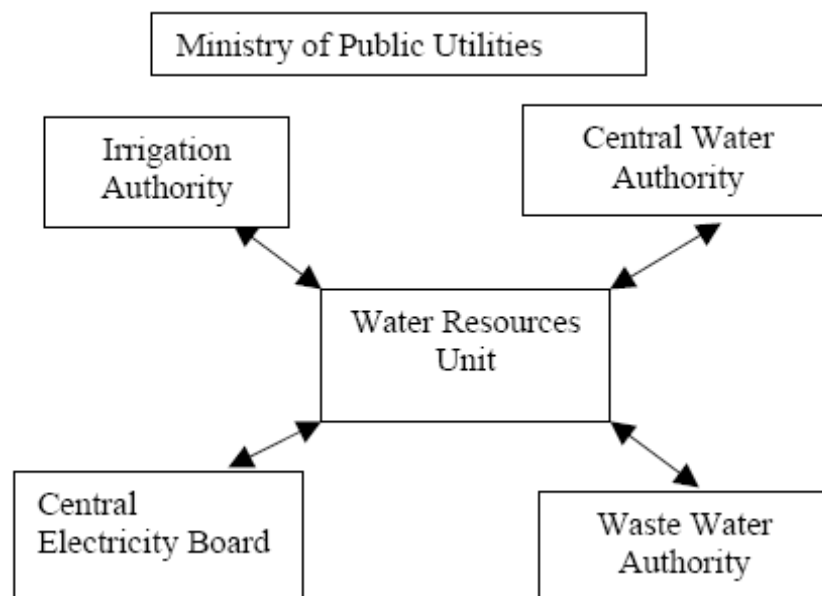 Ministry of Public Utilities
Irrigation
Authority
Central Water
Authority
Water Resources
Unit
Central
Electricity Board
Waste Water
Authority